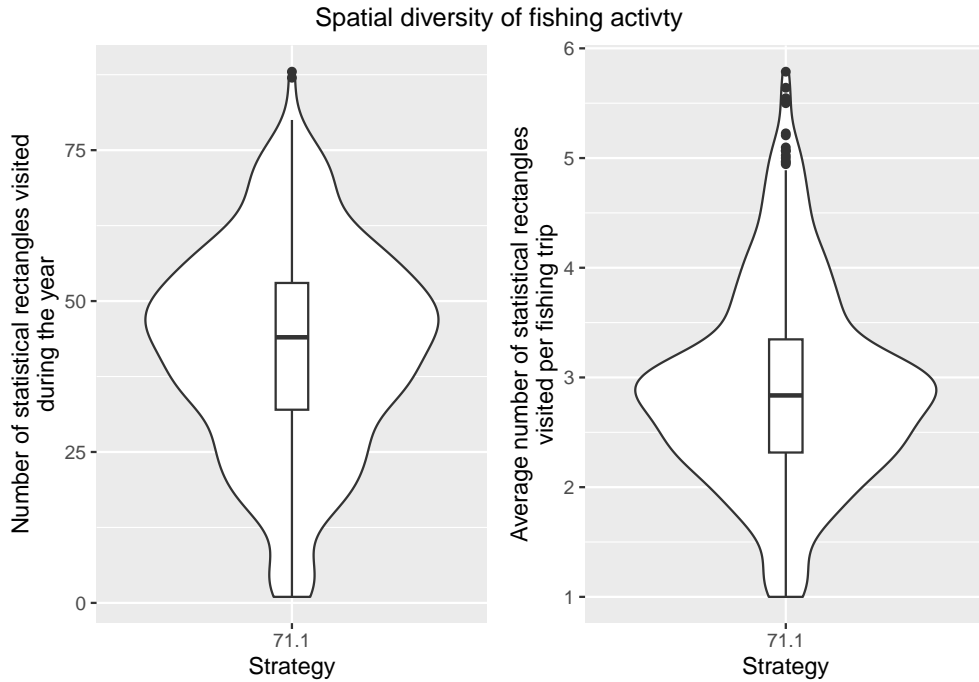 Spatial diversity of fishing activty
Number of statistical rectangles visited
during the year
75
50
25
0
71.1
Strategy
Average number of statistical rectangles
visited per fishing trip
6
5
4
3
2
1
71.1
Strategy